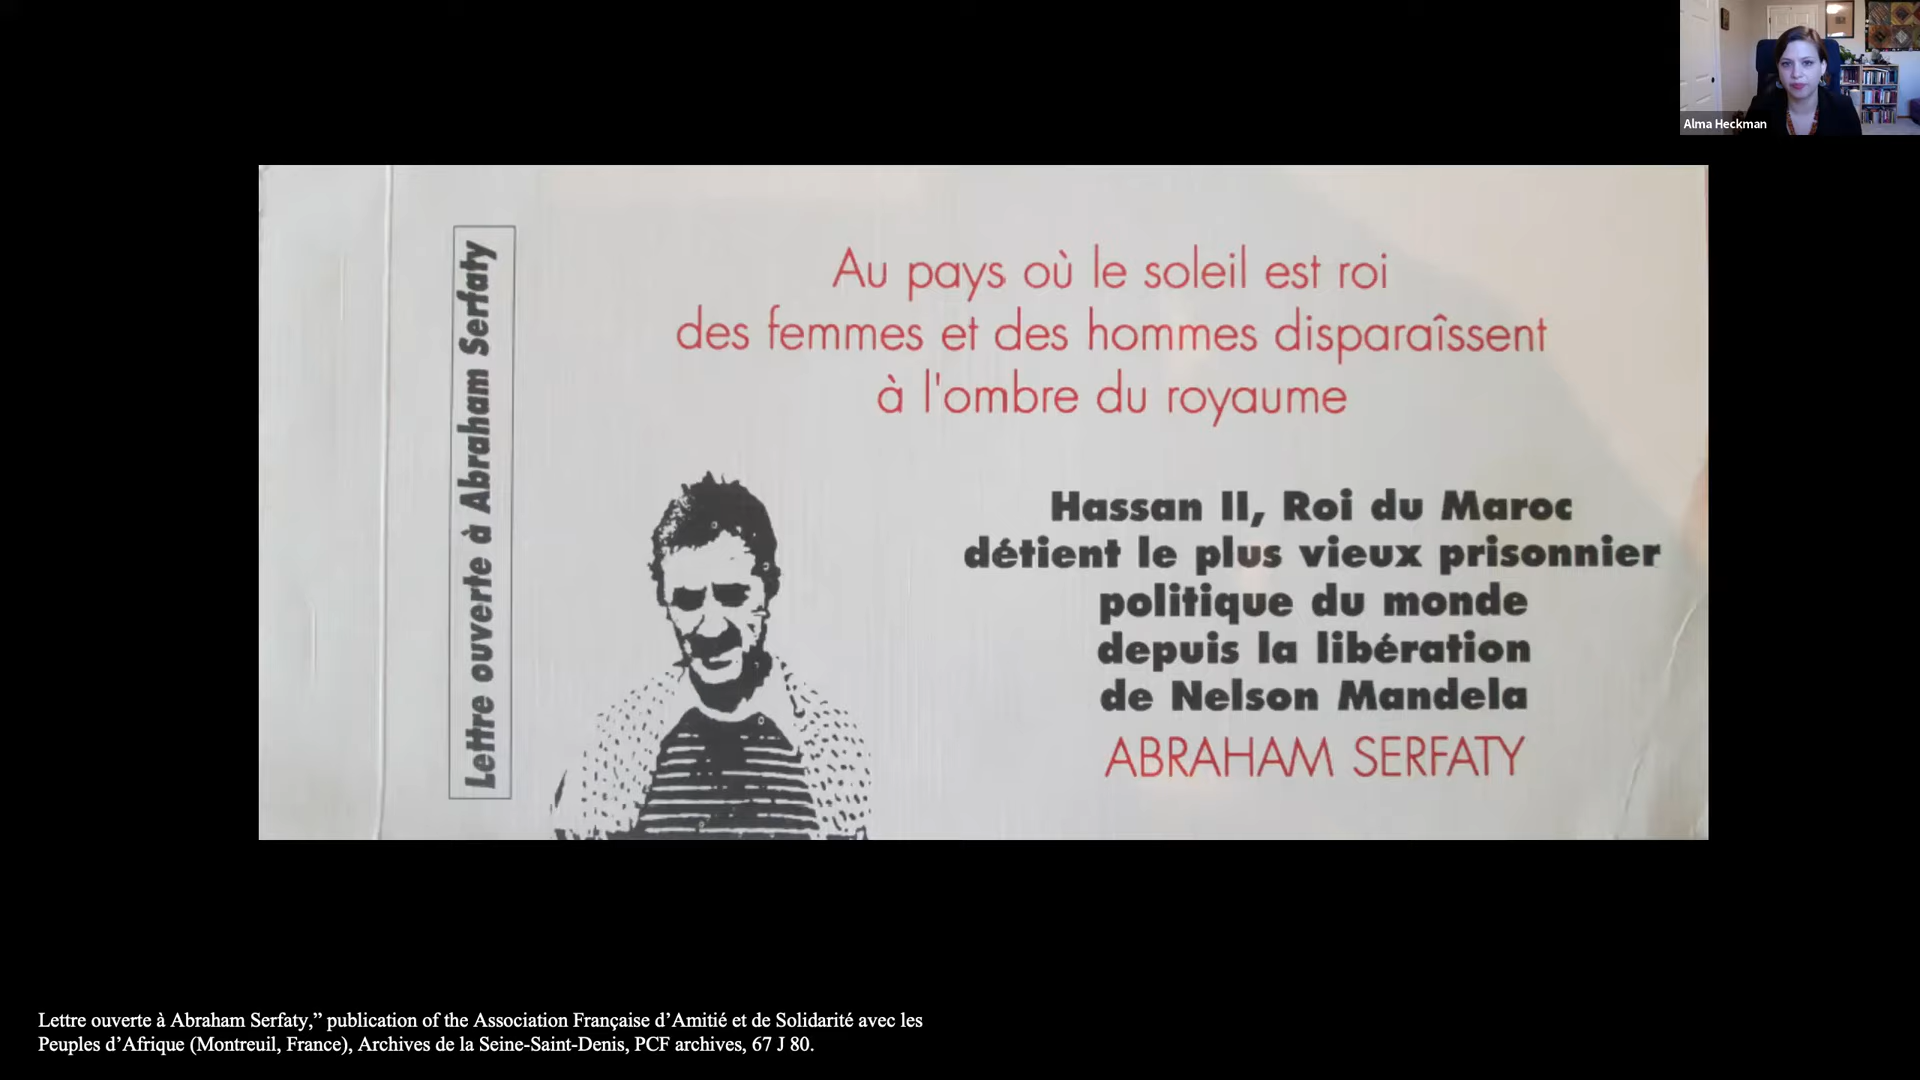 Alma Heckman
Lettre ouverte à Abraham Serfaty
Au pays où le soleil est roi
des femmes et des hommes disparaîssent
à l'ombre du royaume
Hassan II, Roi du Maroc
détient le plus vieux prisonnier
politique du monde
depuis la libération
de Nelson Mandela
ABRAHAM SERFATY
Lettre ouverte à Abraham Serfaty,” publication of the Association Française d’Amitié et de Solidarité avec les
Peuples d’Afrique (Montreuil, France), Archives de la Seine-Saint-Denis, PCF archives, 67 J 80.